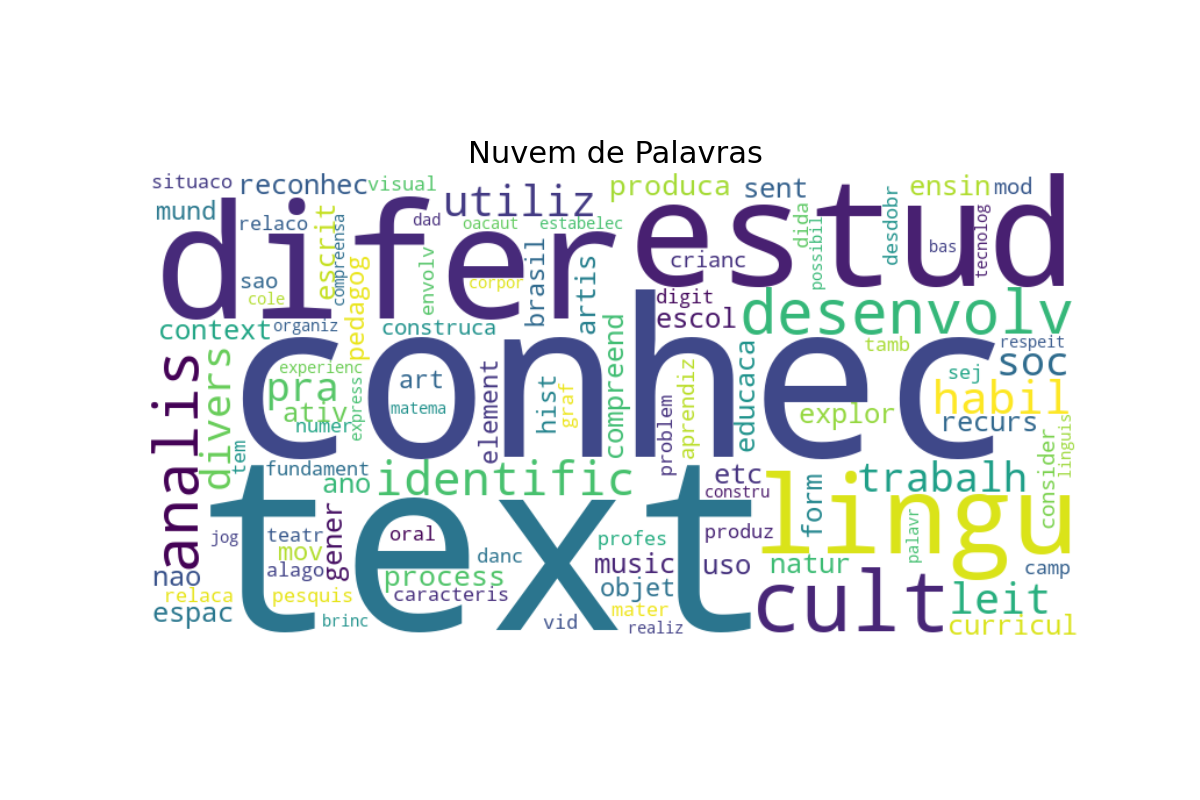 Nuvem de Palavras
situaco
reconhec
visual
utiliz
produca
sent
ensin
mod
mund
relaco
escrit
compreensa
dad
oacaut
estabelec
dida
possibil
desdobr
bas
tecnolog
difer
estud
sao
cole
pedagog
envolv
corpor
brasil
artis
crianc
digit
escol
desenvolv
context
organiz
construca
tamb
respeit
conhec
analis
divers
experienc
pra
ativ
numer
express
art
matema
element
hist
graf
compreend
problem
aprendiz
educaca
explor
sej
soc
habil
recurs
consider
linguis
tem
fundament
ano
identific
etc
constru
trabalh
text
lingu
jog
teatr
mov
alago
gener
oral
danc
process
caracteris
profes
music
objet
mater
realiz
produz
uso
form
natur
palavr
camp
nao
relaca
espac
pesquis
brinc
vid
cult
leit
curricul